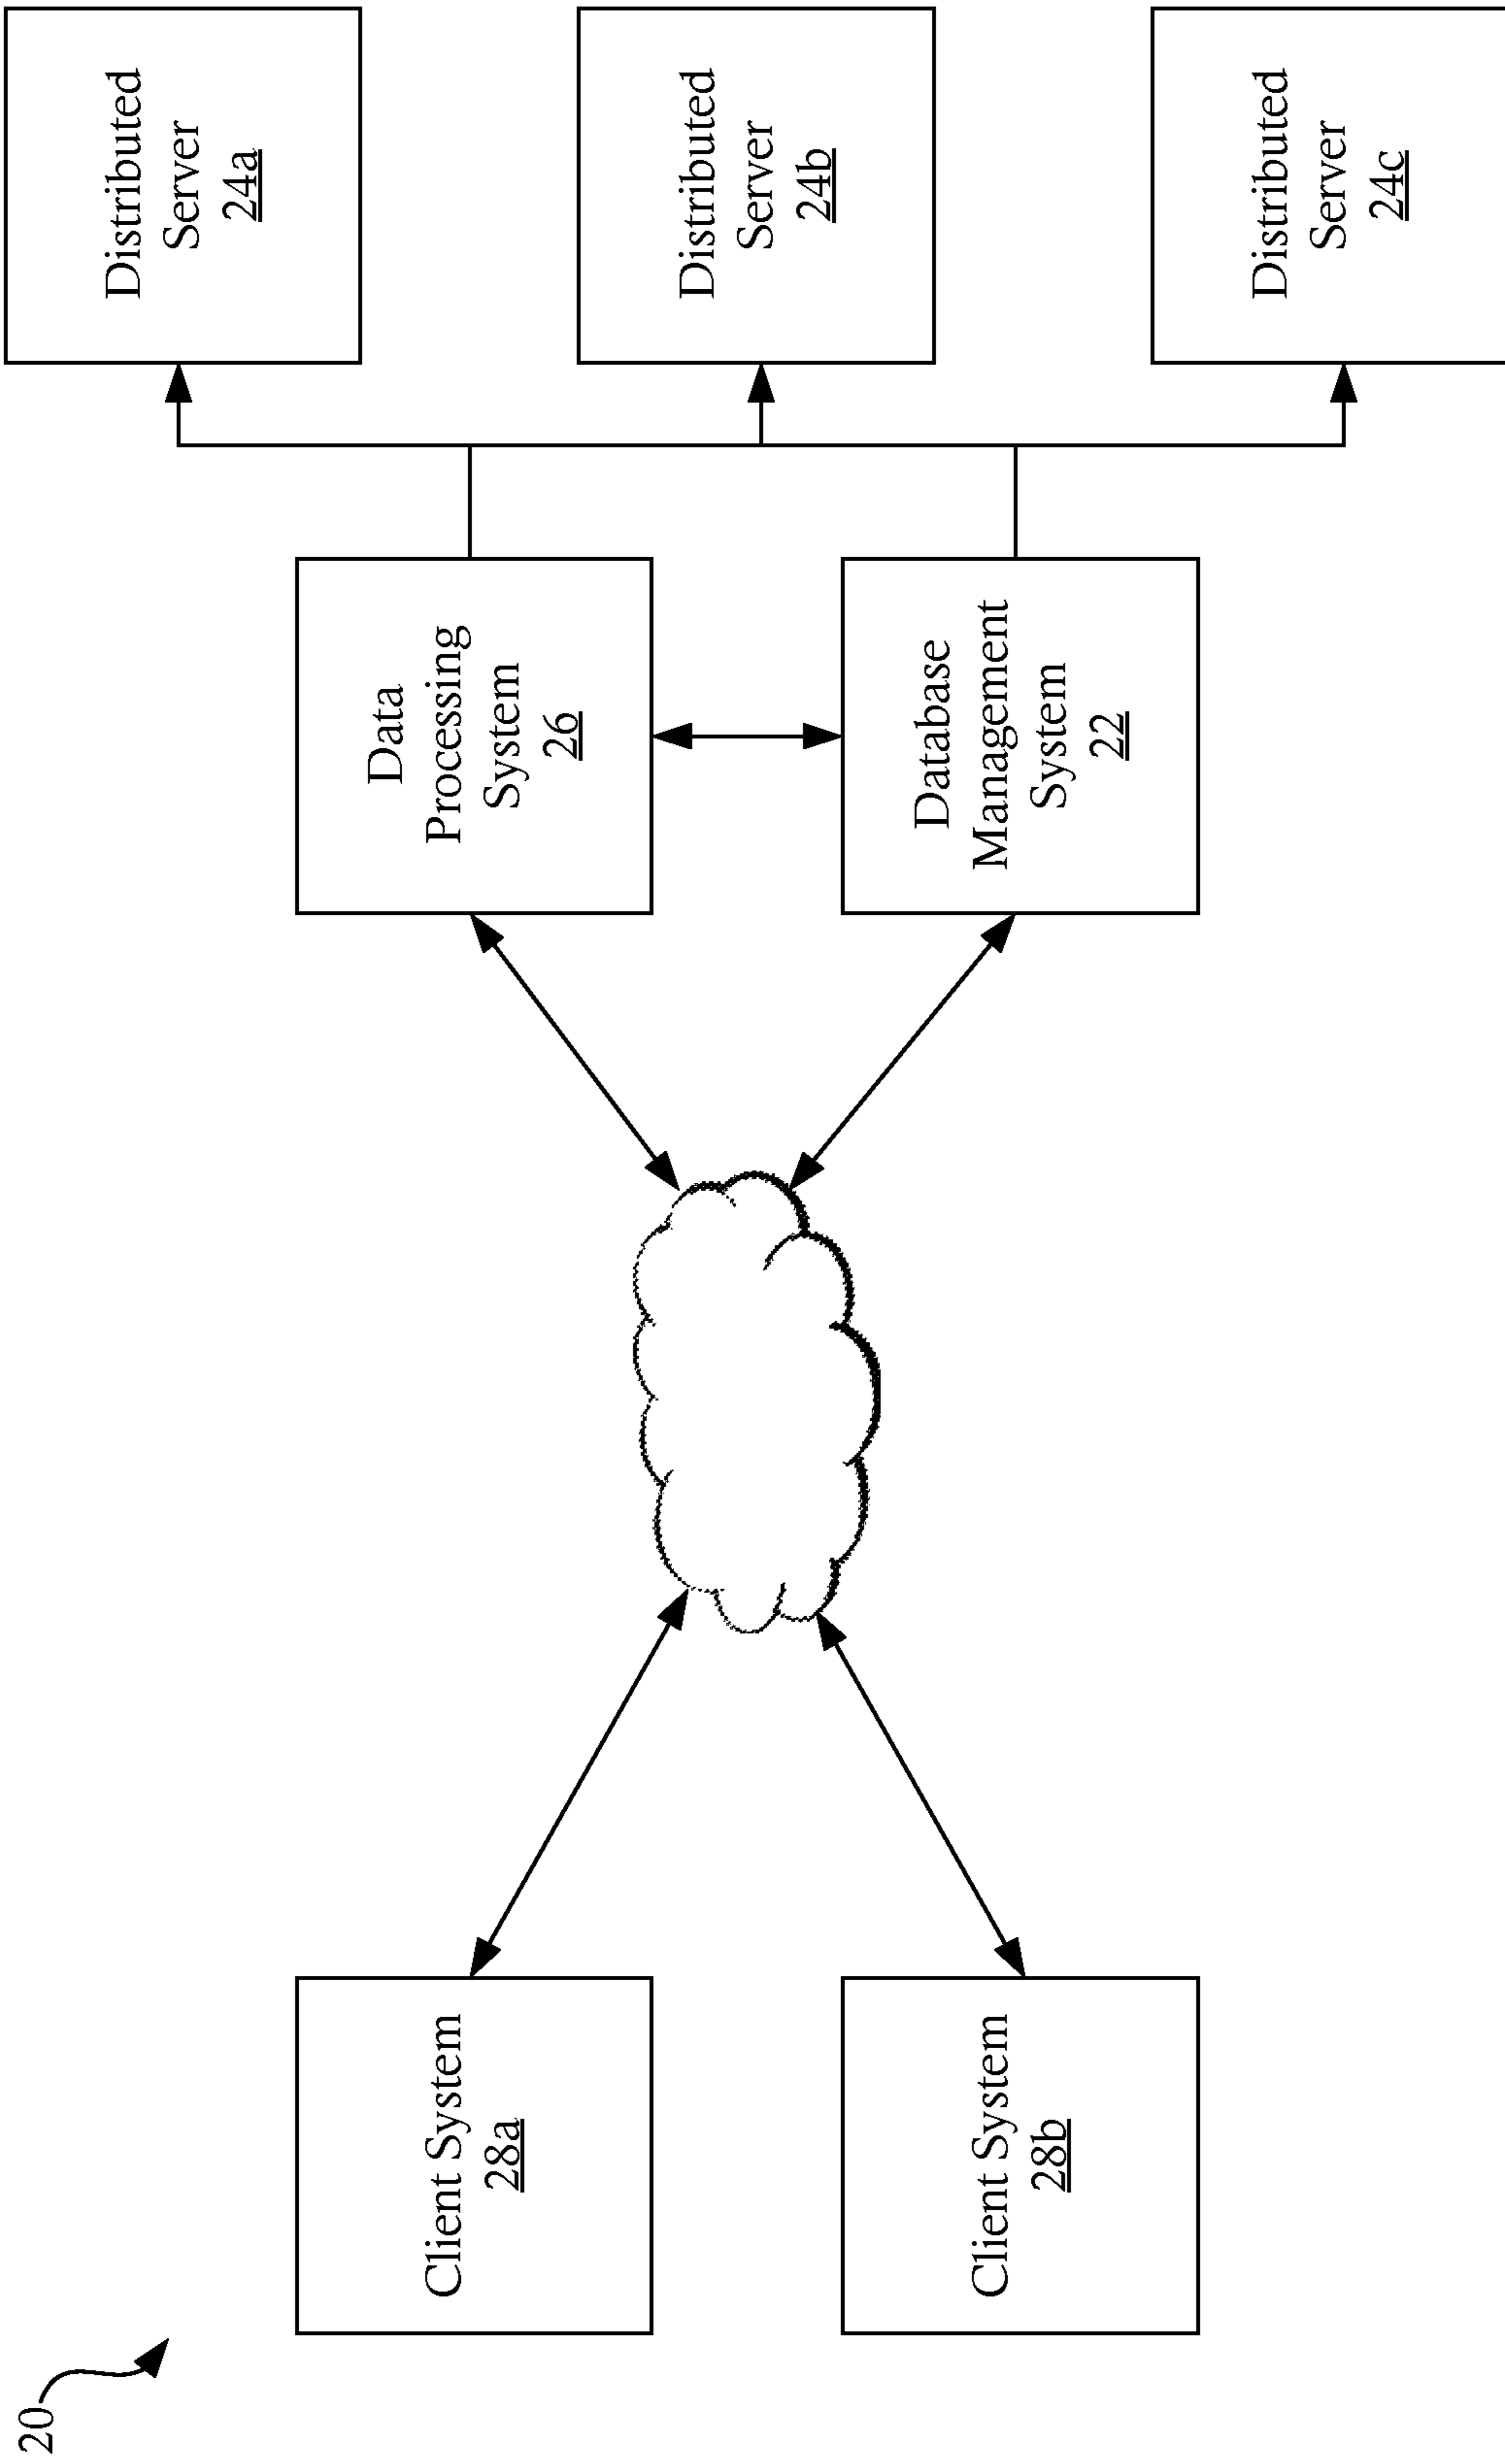 20
Client System
28a
Client System
28b
Data
Processing
System
26
Database
Management
System
22
Distributed
Server
24a
Distributed
Server
24b
Distributed
Server
24c